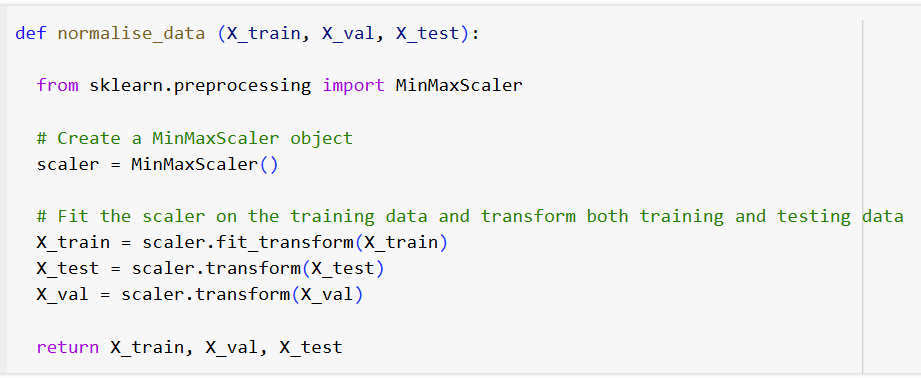 def normalise_data (X_train, X_val, X_test):
from sklearn.preprocessing import MinMaxScaler
# Create a MinMaxScaler object
scaler = MinMaxScaler()
# Fit the scaler on the training data and transform both training and testing data
X_train = scaler.fit_transform(X_train)
X_test = scaler.transform(X_test)
X_val = scaler.transform(X_val)
return X_train, X_val, X_test